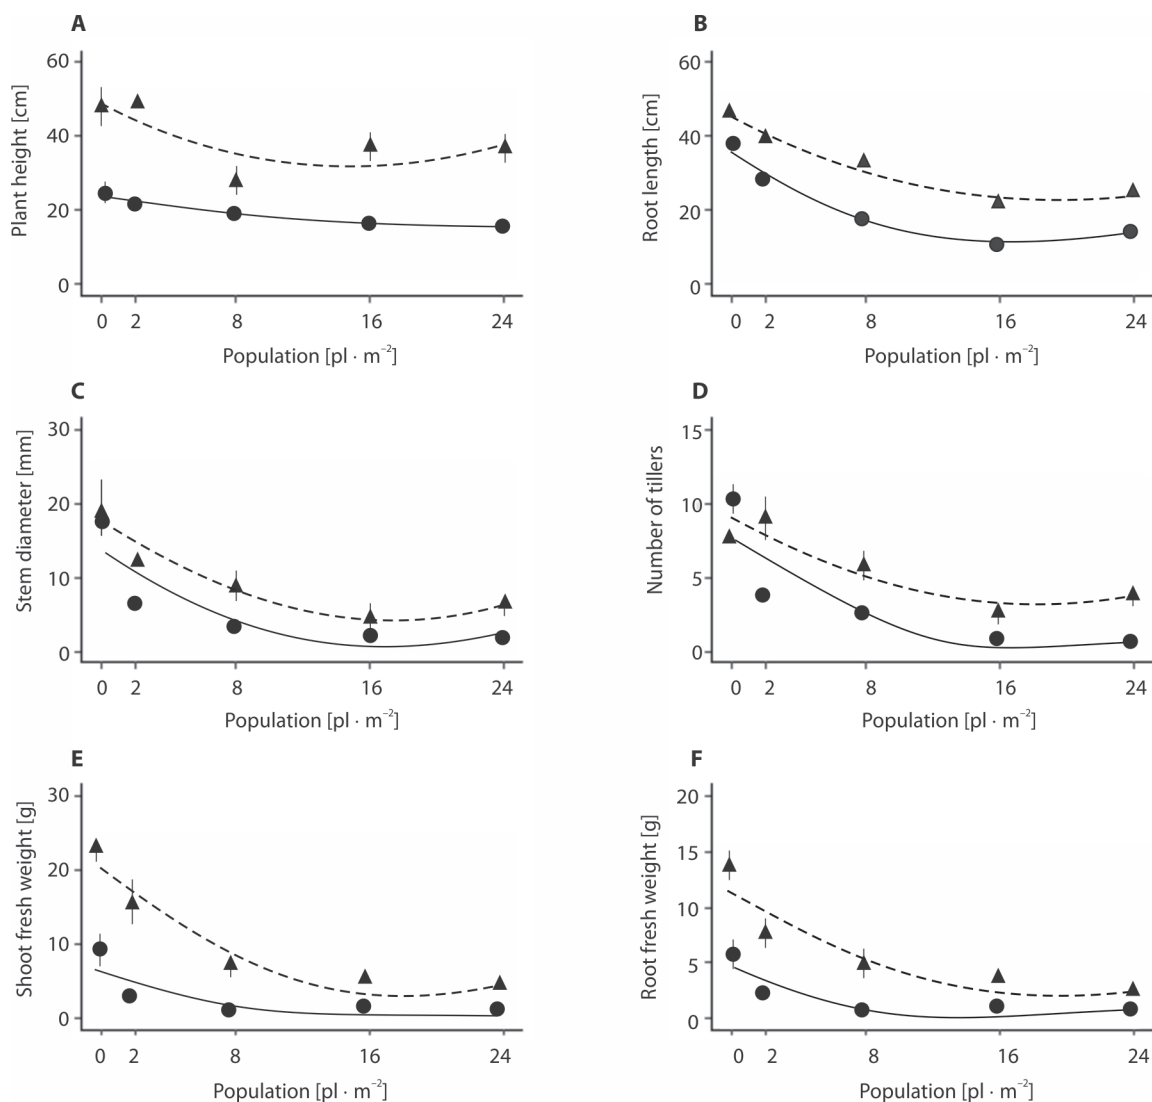 A
Plant height [cm]
60
40
20
0
0 2 8 16 24
Population [pl · m⁻²]
B
Root length [cm]
60
40
20
0
0 2 8 16 24
Population [pl · m⁻²]
C
Stem diameter [mm]
30
20
10
0
0 2 8 16 24
Population [pl · m⁻²]
D
Number of tillers
15
10
5
0
0 2 8 16 24
Population [pl · m⁻²]
E
Shoot fresh weight [g]
30
20
10
0
0 2 8 16 24
Population [pl · m⁻²]
F
Root fresh weight [g]
20
15
10
5
0
0 2 8 16 24
Population [pl · m⁻²]